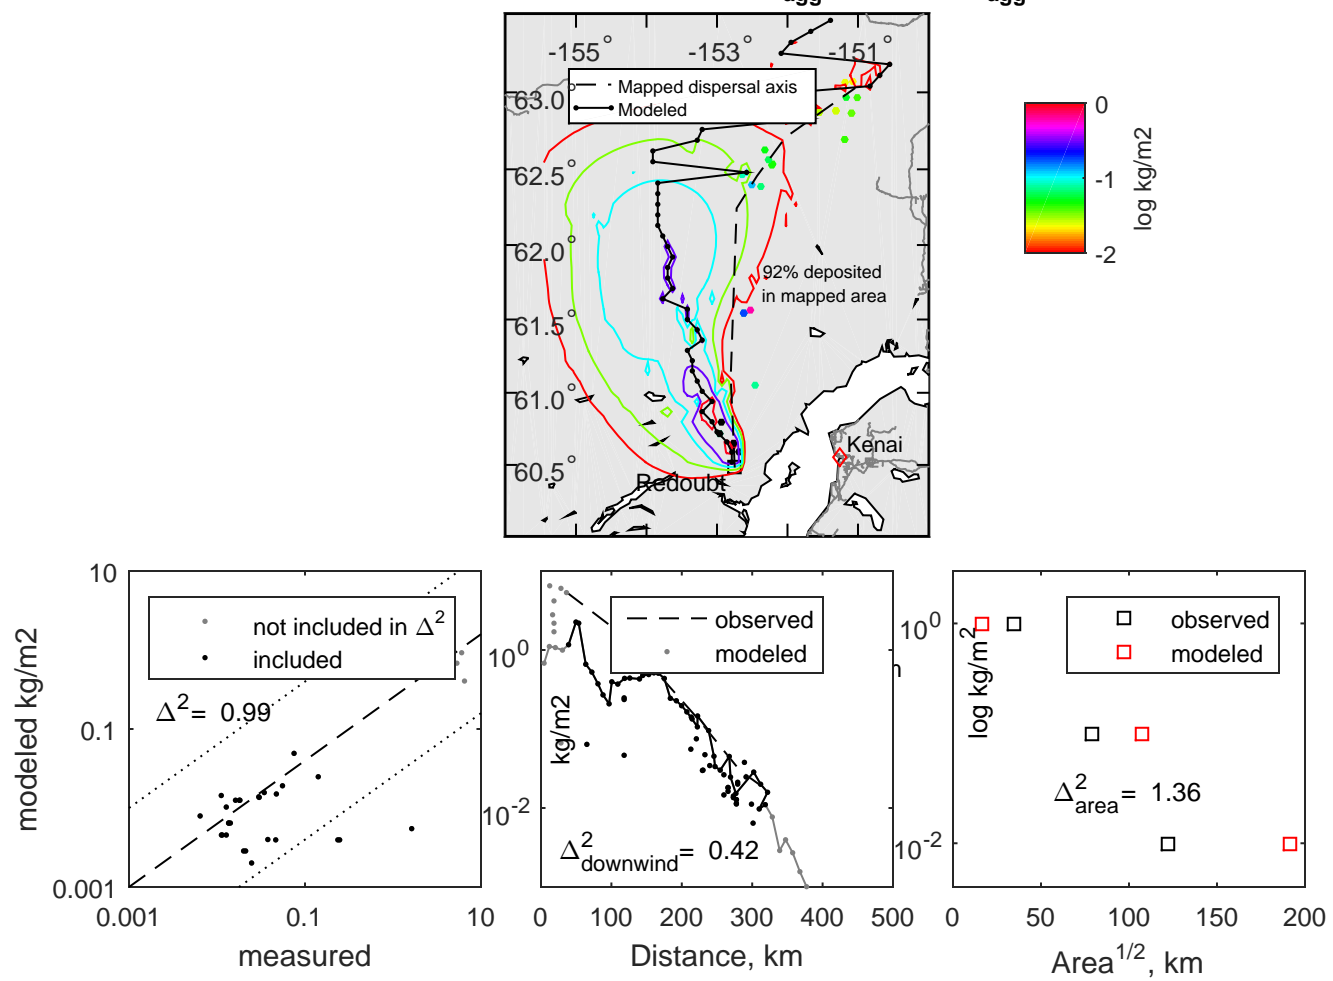 agg agg
-155° -153° -151°
Mapped dispersal axis
Modeled
63.0°
62.5°
62.0°
61.5°
61.0°
60.5°
92% deposited
in mapped area
Kenai
Redoubt
0
-1
-2
log kg/m2
10
0.1
0.001
modeled kg/m2
not included in Δ²
included
Δ²= 0.99
0.001 0.1 10
measured
10⁰
10⁻²
kg/m2
observed
modeled
Δ²downwind= 0.42
0 100 200 300 400 500
Distance, km
10⁰
10⁻²
log kg/m²
observed
modeled
Δ²area= 1.36
0 50 100 150 200
Area¹/², km